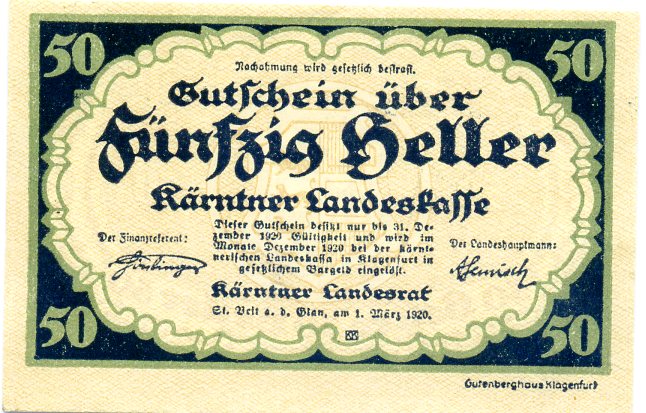 50
50
Nachahmung wird gesetzlich bestraft.
Gutschein über
Fünfzig Heller
Kärntner Landeskasse
Dieser Gutschein besitzt nur bis 31. De-
zember 1920 Gültigkeit und wird im
Monate Dezember 1920 bei der kärnt-
nerischen Landeskassa in Klagenfurt in
gesetzlichem Bargeld eingelöst.
Der Finanzreferent:
Der Landeshauptmann:
Kärntner Landesrat
St. Veit a. d. Glan, am 1. März 1920.
50
50
Gutenberghaus Klagenfurt